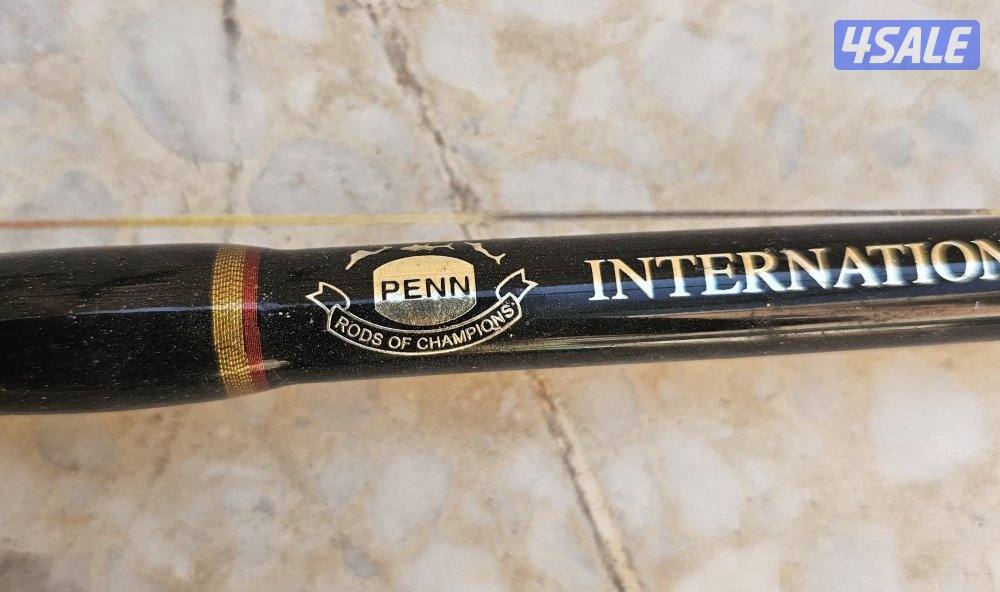 4SALE
PENN
RODS OF CHAMPIONS
INTERNATION